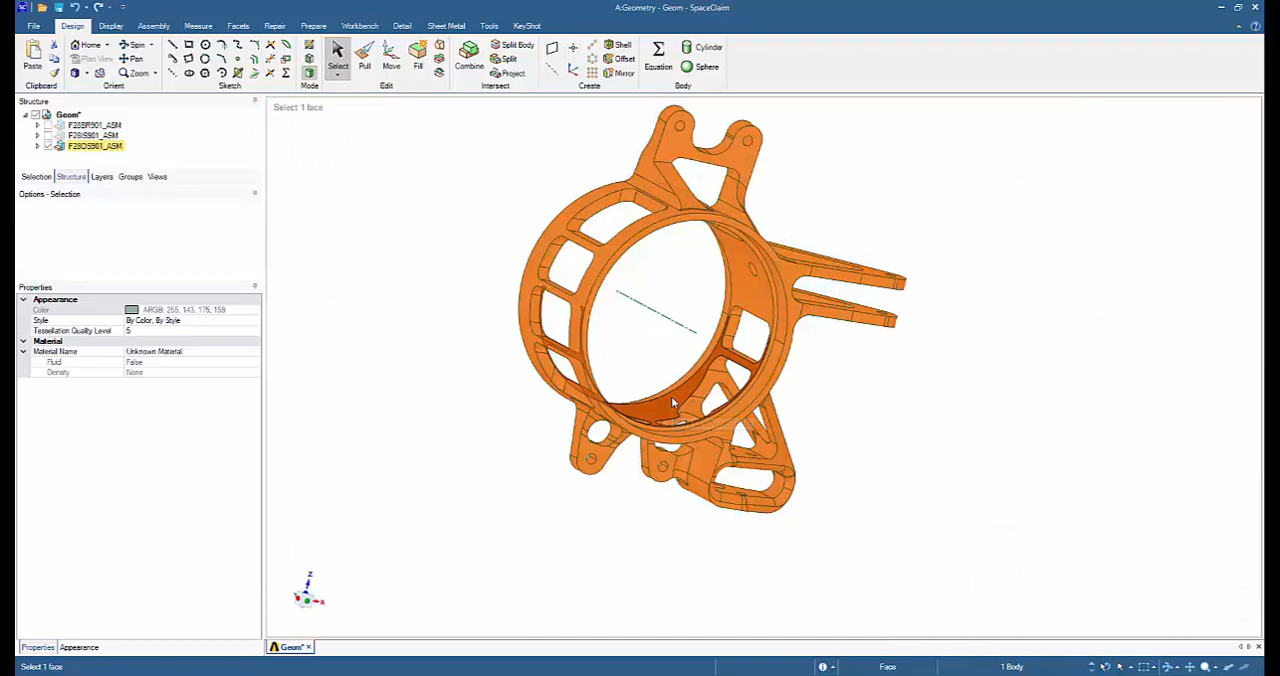 A:Geometry - Geom - SpaceClaim
File Design Display Assembly Measure Facets Repair Prepare Workbench Detail Sheet Metal Tools KeyShot
Home Spin Split Body Shell Cylinder
Plan View Pan Split Offset
Paste Zoom Select Pull Move Fill Combine Project Mirror Equation Sphere
Clipboard Orient Sketch Mode Edit Intersect Create Body
Structure
Geom*
F28BR901_ASM
F28IS901_ASM
F28OS901_ASM
Selection Structure Layers Groups Views
Options - Selection
Properties
Appearance
Color ARGB: 255, 143, 175, 159
Style By Color, By Style
Tessellation Quality Level 5
Material
Material Name Unknown Material
Fluid False
Density None
Select 1 face
Z
X
Properties Appearance
Geom*
Select 1 face Face 1 Body